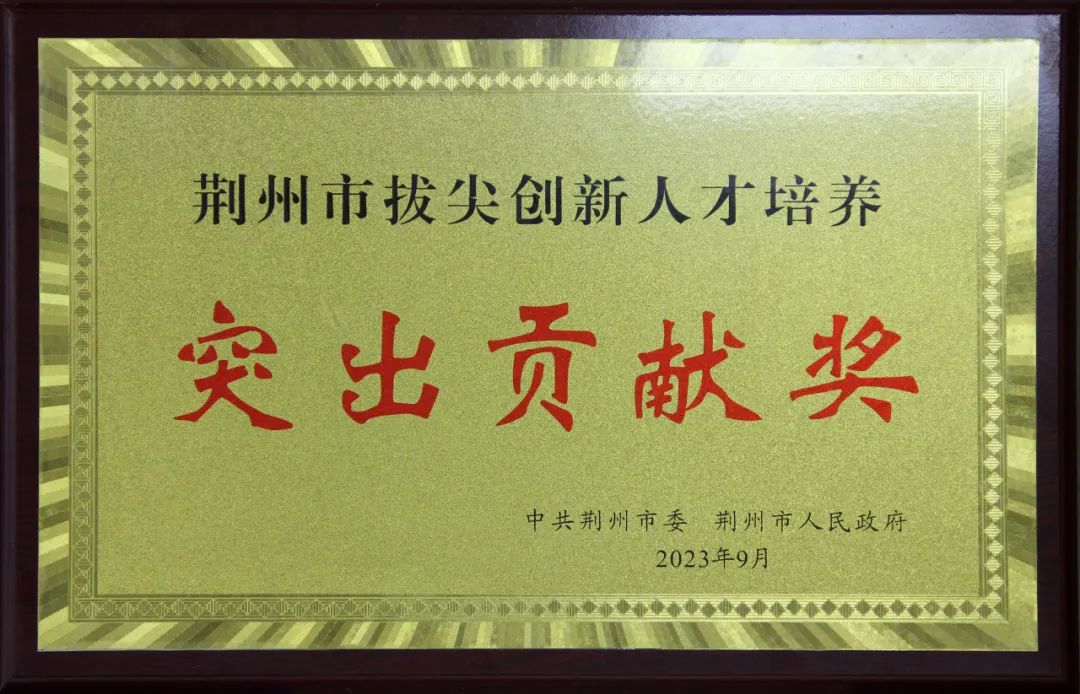 荆州市拔尖创新人才培养
突出贡献奖
中共荆州市委 荆州市人民政府
2023年9月